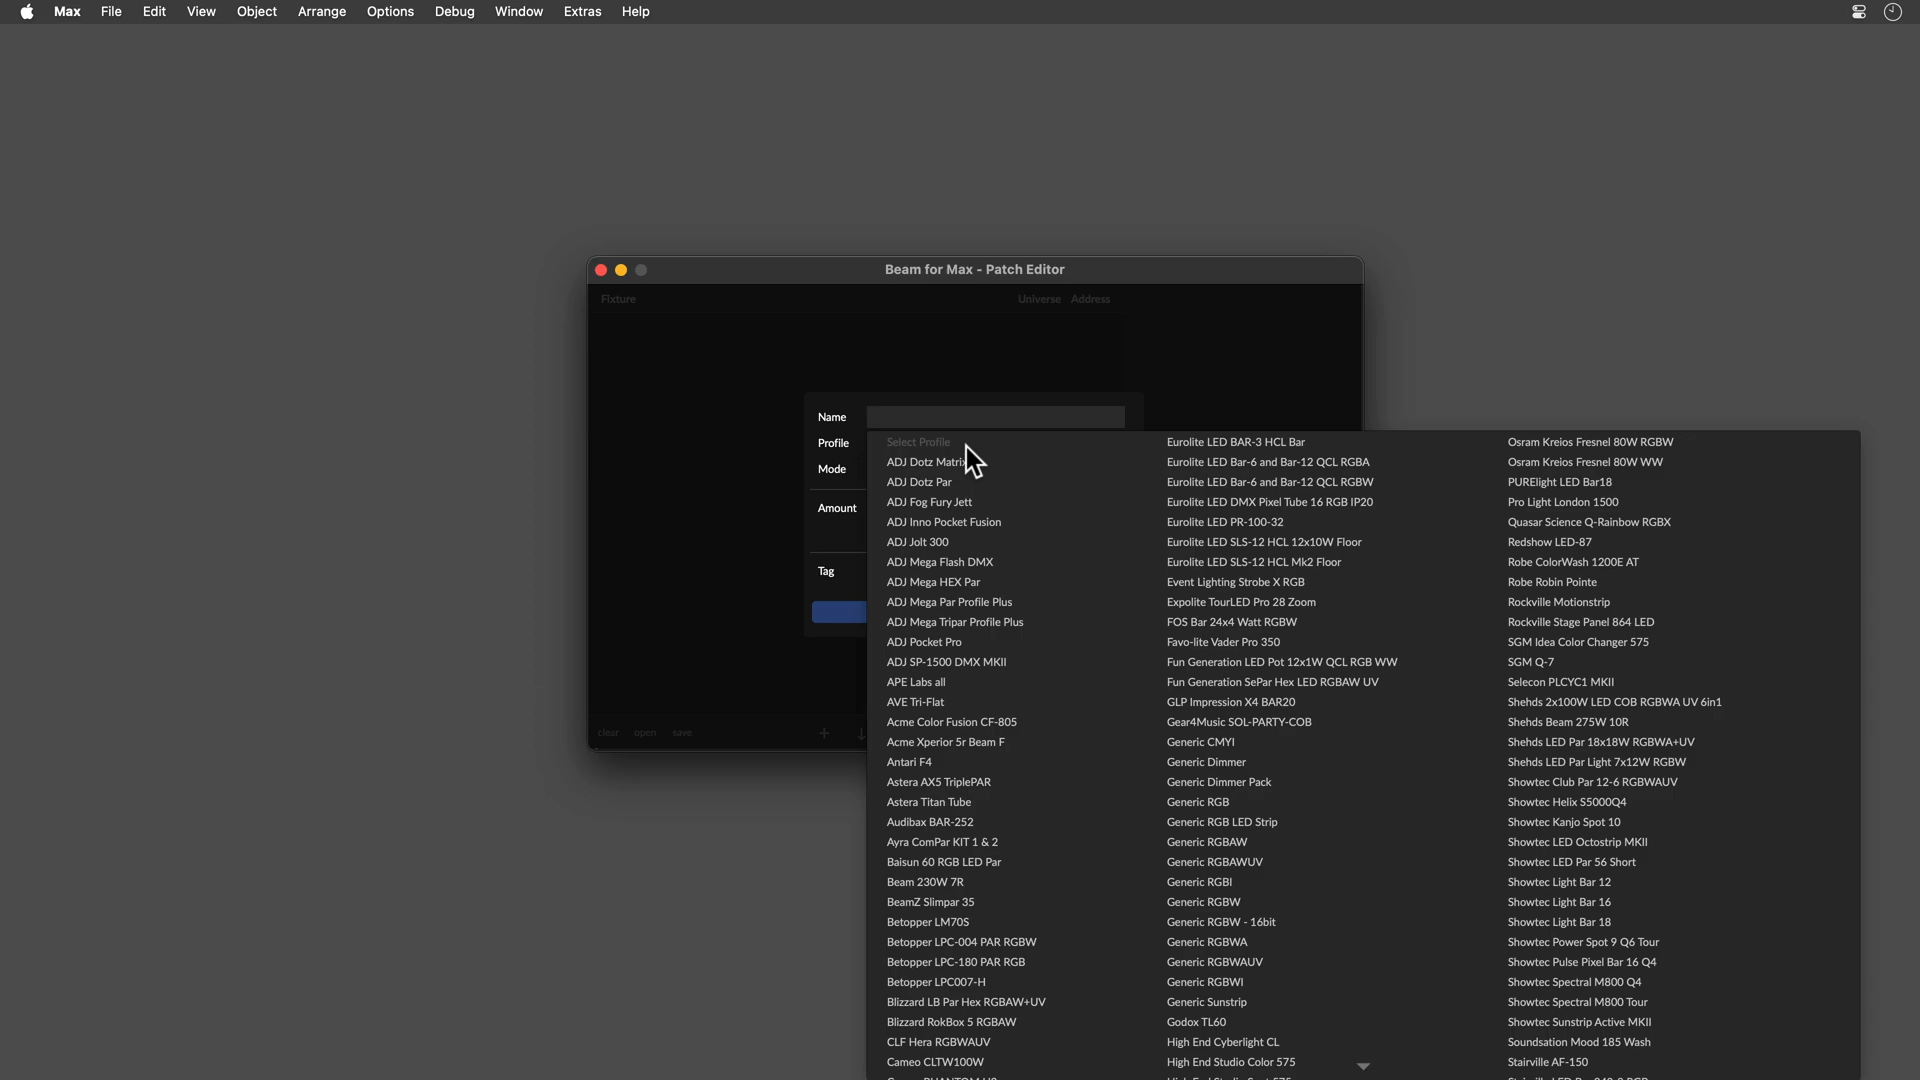 Max File Edit View Object Arrange Options Debug Window Extras Help
Beam for Max - Patch Editor
Fixture Universe Address
Name
Profile
Mode
Amount
Tag
clear open save
Select Profile
ADJ Dotz Matrix
ADJ Dotz Par
ADJ Fog Fury Jett
ADJ Inno Pocket Fusion
ADJ Jolt 300
ADJ Mega Flash DMX
ADJ Mega HEX Par
ADJ Mega Par Profile Plus
ADJ Mega Tripar Profile Plus
ADJ Pocket Pro
ADJ SP-1500 DMX MKII
APE Labs all
AVE Tri-Flat
Acme Color Fusion CF-805
Acme Xperior 5r Beam F
Antari F4
Astera AX5 TriplePAR
Astera Titan Tube
Audibax BAR-252
Ayra ComPar KIT 1 & 2
Baisun 60 RGB LED Par
Beam 230W 7R
BeamZ Slimpar 35
Betopper LM70S
Betopper LPC-004 PAR RGBW
Betopper LPC-180 PAR RGB
Betopper LPC007-H
Blizzard LB Par Hex RGBAW+UV
Blizzard RokBox 5 RGBAW
CLF Hera RGBWAUV
Cameo CLTW100W
Eurolite LED BAR-3 HCL Bar
Eurolite LED Bar-6 and Bar-12 QCL RGBA
Eurolite LED Bar-6 and Bar-12 QCL RGBW
Eurolite LED DMX Pixel Tube 16 RGB IP20
Eurolite LED PR-100-32
Eurolite LED SLS-12 HCL 12x10W Floor
Eurolite LED SLS-12 HCL Mk2 Floor
Event Lighting Strobe X RGB
Expolite TourLED Pro 28 Zoom
FOS Bar 24x4 Watt RGBW
Favo-lite Vader Pro 350
Fun Generation LED Pot 12x1W QCL RGB WW
Fun Generation SePar Hex LED RGBAW UV
GLP Impression X4 BAR20
Gear4Music SOL-PARTY-COB
Generic CMYI
Generic Dimmer
Generic Dimmer Pack
Generic RGB
Generic RGB LED Strip
Generic RGBAW
Generic RGBAWUV
Generic RGBI
Generic RGBW
Generic RGBW - 16bit
Generic RGBWA
Generic RGBWAUV
Generic RGBWI
Generic Sunstrip
Godox TL60
High End Cyberlight CL
High End Studio Color 575
Osram Kreios Fresnel 80W RGBW
Osram Kreios Fresnel 80W WW
PURElight LED Bar18
Pro Light London 1500
Quasar Science Q-Rainbow RGBX
Redshow LED-87
Robe ColorWash 1200E AT
Robe Robin Pointe
Rockville Motionstrip
Rockville Stage Panel 864 LED
SGM Idea Color Changer 575
SGM Q-7
Selecon PLCYC1 MKII
Shehds 2x100W LED COB RGBWA UV 6in1
Shehds Beam 275W 10R
Shehds LED Par 18x18W RGBWA+UV
Shehds LED Par Light 7x12W RGBW
Showtec Club Par 12-6 RGBWAUV
Showtec Helix S5000Q4
Showtec Kanjo Spot 10
Showtec LED Octostrip MKII
Showtec LED Par 56 Short
Showtec Light Bar 12
Showtec Light Bar 16
Showtec Light Bar 18
Showtec Power Spot 9 Q6 Tour
Showtec Pulse Pixel Bar 16 Q4
Showtec Spectral M800 Q4
Showtec Spectral M800 Tour
Showtec Sunstrip Active MKII
Soundsation Mood 185 Wash
Stairville AF-150